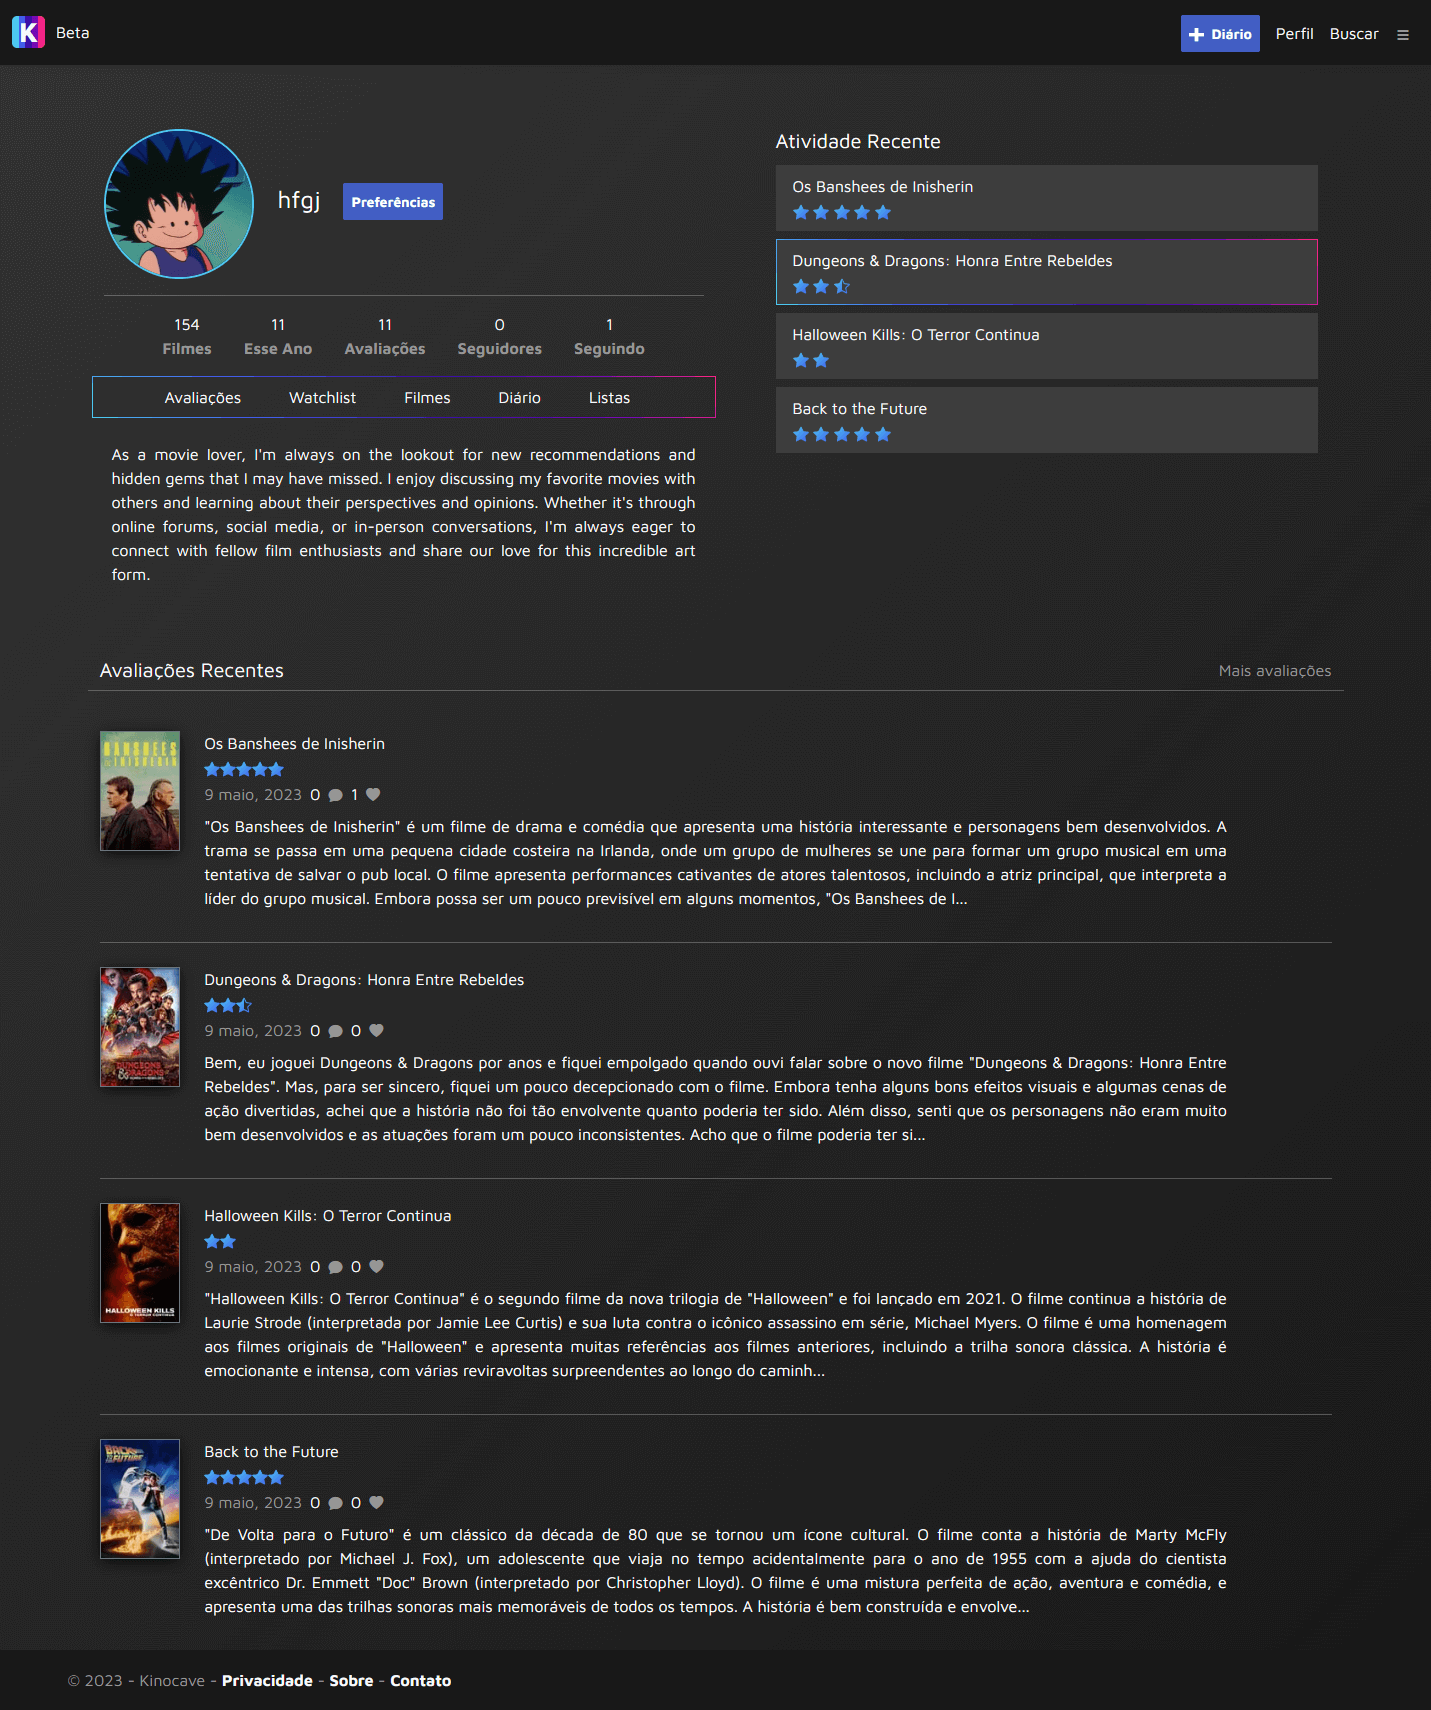 K Beta
Diário Perfil Buscar
hfgj Preferências
154 11 11 0 1
Filmes Esse Ano Avaliações Seguidores Seguindo
Avaliações Watchlist Filmes Diário Listas
As a movie lover, I'm always on the lookout for new recommendations and
hidden gems that I may have missed. I enjoy discussing my favorite movies with
others and learning about their perspectives and opinions. Whether it's through
online forums, social media, or in-person conversations, I'm always eager to
connect with fellow film enthusiasts and share our love for this incredible art
form.
Atividade Recente
Os Banshees de Inisherin
Dungeons & Dragons: Honra Entre Rebeldes
Halloween Kills: O Terror Continua
Back to the Future
Avaliações Recentes Mais avaliações
BANSHEES
INISHERIN
Os Banshees de Inisherin
9 maio, 2023 0 1
"Os Banshees de Inisherin" é um filme de drama e comédia que apresenta uma história interessante e personagens bem desenvolvidos. A
trama se passa em uma pequena cidade costeira na Irlanda, onde um grupo de mulheres se une para formar um grupo musical em uma
tentativa de salvar o pub local. O filme apresenta performances cativantes de atores talentosos, incluindo a atriz principal, que interpreta a
líder do grupo musical. Embora possa ser um pouco previsível em alguns momentos, "Os Banshees de I...
DUNGEONS
& DRAGONS
Dungeons & Dragons: Honra Entre Rebeldes
9 maio, 2023 0 0
Bem, eu joguei Dungeons & Dragons por anos e fiquei empolgado quando ouvi falar sobre o novo filme "Dungeons & Dragons: Honra Entre
Rebeldes". Mas, para ser sincero, fiquei um pouco decepcionado com o filme. Embora tenha alguns bons efeitos visuais e algumas cenas de
ação divertidas, achei que a história não foi tão envolvente quanto poderia ter sido. Além disso, senti que os personagens não eram muito
bem desenvolvidos e as atuações foram um pouco inconsistentes. Acho que o filme poderia ter si...
HALLOWEEN KILLS
O TERROR CONTINUA
Halloween Kills: O Terror Continua
9 maio, 2023 0 0
"Halloween Kills: O Terror Continua" é o segundo filme da nova trilogia de "Halloween" e foi lançado em 2021. O filme continua a história de
Laurie Strode (interpretada por Jamie Lee Curtis) e sua luta contra o icônico assassino em série, Michael Myers. O filme é uma homenagem
aos filmes originais de "Halloween" e apresenta muitas referências aos filmes anteriores, incluindo a trilha sonora clássica. A história é
emocionante e intensa, com várias reviravoltas surpreendentes ao longo do caminh...
BACK
FUTURE
Back to the Future
9 maio, 2023 0 0
"De Volta para o Futuro" é um clássico da década de 80 que se tornou um ícone cultural. O filme conta a história de Marty McFly
(interpretado por Michael J. Fox), um adolescente que viaja no tempo acidentalmente para o ano de 1955 com a ajuda do cientista
excêntrico Dr. Emmett "Doc" Brown (interpretado por Christopher Lloyd). O filme é uma mistura perfeita de ação, aventura e comédia, e
apresenta uma das trilhas sonoras mais memoráveis de todos os tempos. A história é bem construída e envolve...
© 2023 - Kinocave - Privacidade - Sobre - Contato